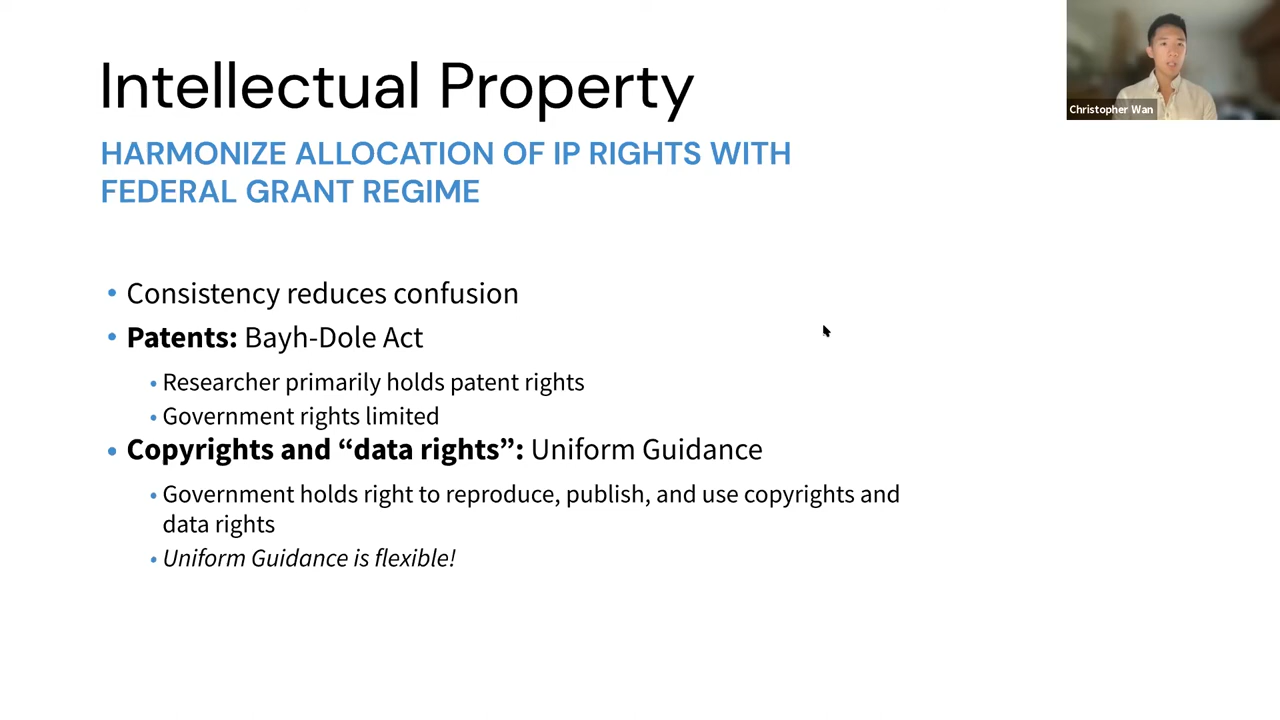 Intellectual Property
Christopher Wan
HARMONIZE ALLOCATION OF IP RIGHTS WITH
FEDERAL GRANT REGIME
• Consistency reduces confusion
• Patents: Bayh-Dole Act
• Researcher primarily holds patent rights
• Government rights limited
• Copyrights and “data rights”: Uniform Guidance
• Government holds right to reproduce, publish, and use copyrights and
data rights
• Uniform Guidance is flexible!